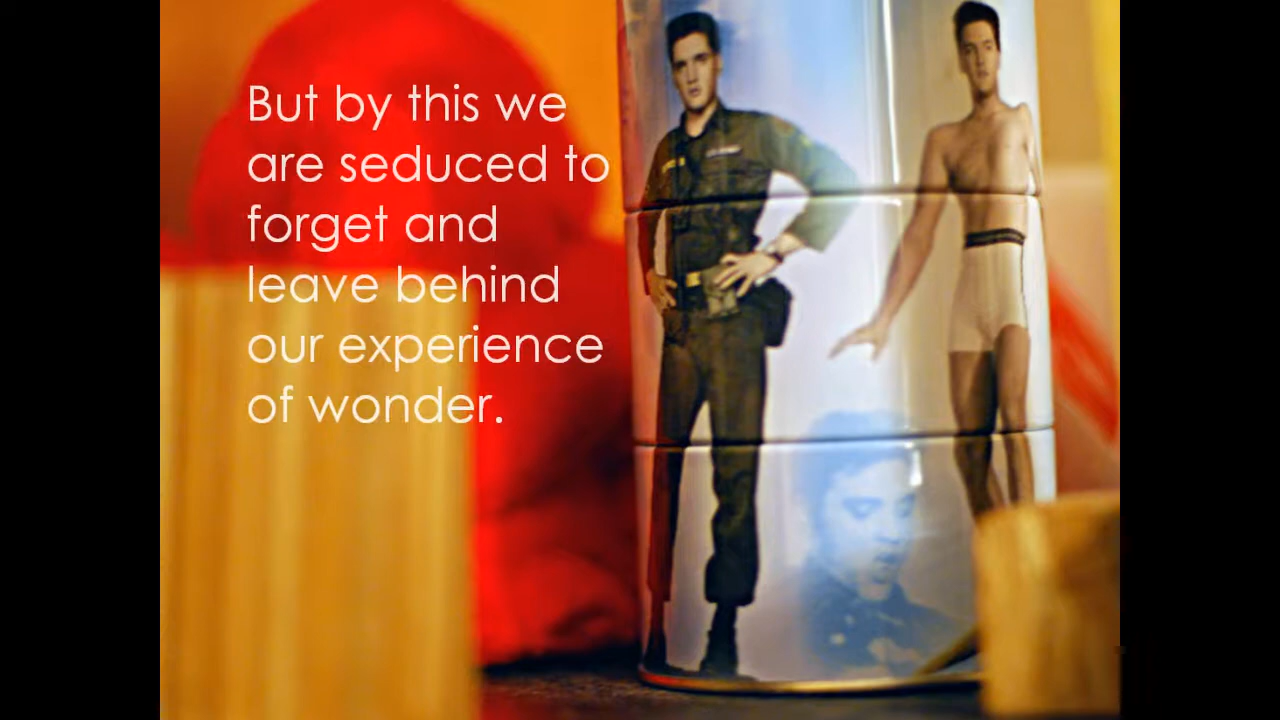 But by this we
are seduced to
forget and
leave behind
our experience
of wonder.